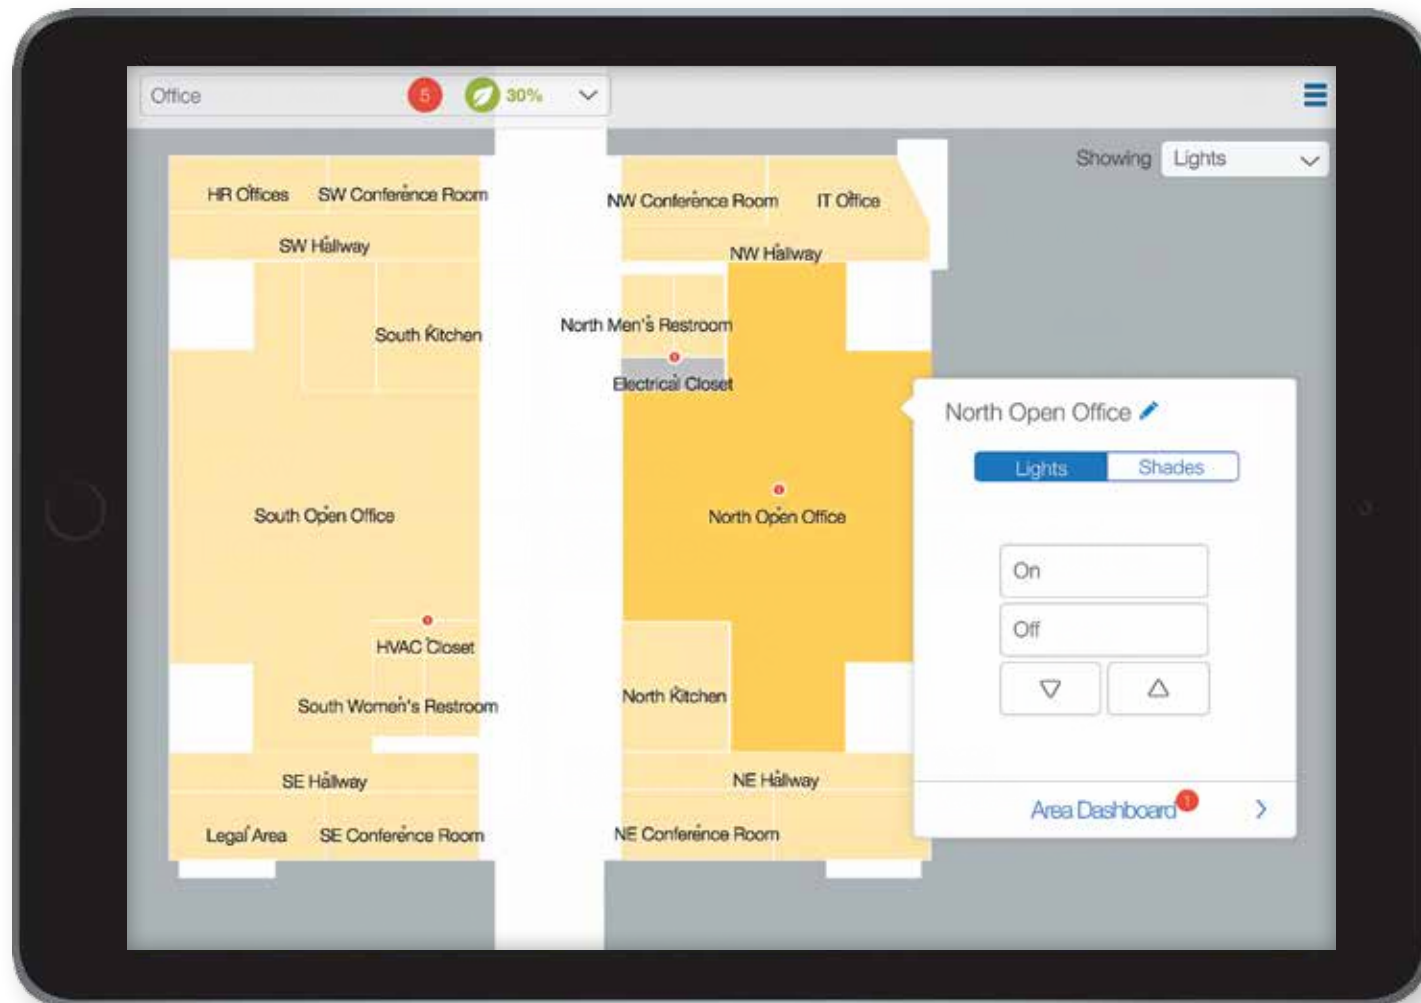 Office 5 30%
Showing Lights
HR Offices SW Conference Room
NW Conference Room IT Office
SW Hallway
NW Hallway
North Men's Restroom
South Kitchen
Electrical Closet
North Open Office
Lights Shades
South Open Office
North Open Office
On
Off
HVAC Closet
North Kitchen
South Women's Restroom
SE Hallway
NE Hallway
Area Dashboard 1
Legal Area SE Conference Room
NE Conference Room